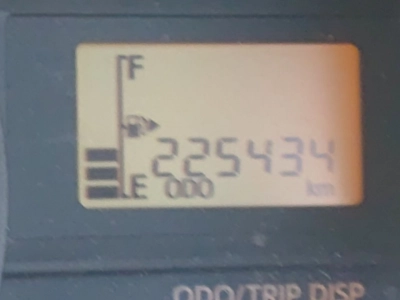 F
225434
E 000 km
ODO/TRIP DISP